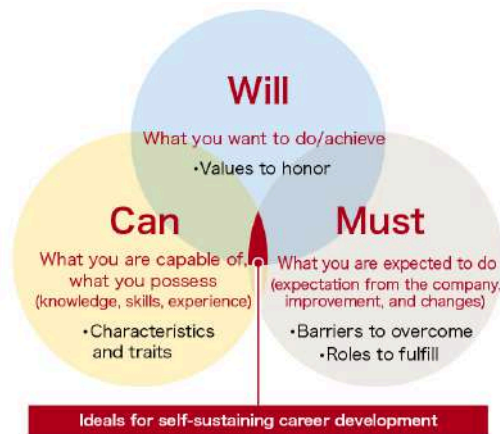 Will
What you want to do/achieve
•Values to honor
Can
What you are capable of,
what you possess
(knowledge, skills, experience)
•Characteristics
and traits
Must
What you are expected to do
(expectation from the company,
improvement, and changes)
•Barriers to overcome
•Roles to fulfill
Ideals for self-sustaining career development